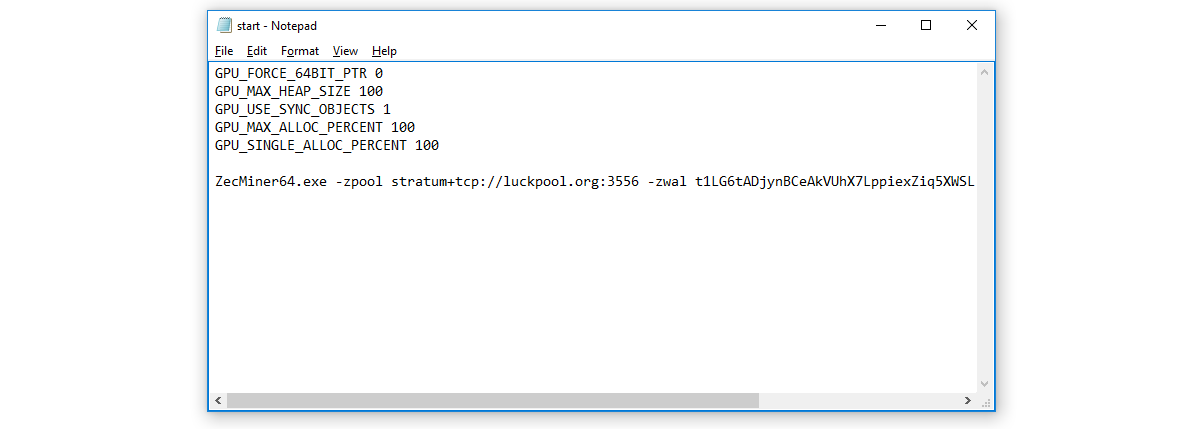 start - Notepad
File Edit Format View Help
GPU_FORCE_64BIT_PTR 0
GPU_MAX_HEAP_SIZE 100
GPU_USE_SYNC_OBJECTS 1
GPU_MAX_ALLOC_PERCENT 100
GPU_SINGLE_ALLOC_PERCENT 100
ZecMiner64.exe -zpool stratum+tcp://luckpool.org:3556 -zwal t1LG6tADjynBCeAkVUhX7LppiexZiq5XWSL